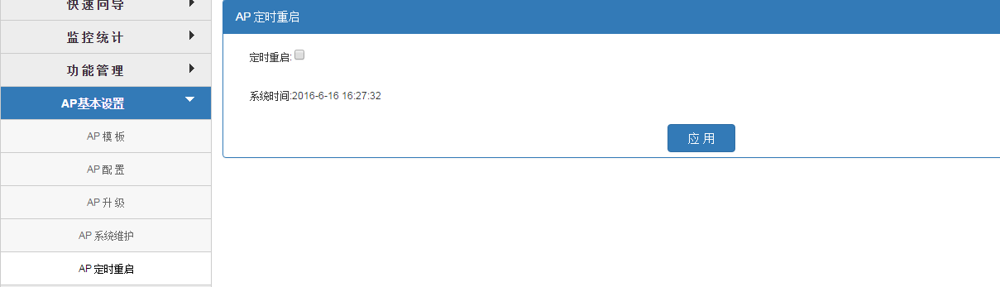 快速向导
监控统计
功能管理
AP基本设置
AP 模 板
AP 配 置
AP 升 级
AP 系统维护
AP 定时重启
AP 定时重启
定时重启:
系统时间:2016-6-16 16:27:32
应 用